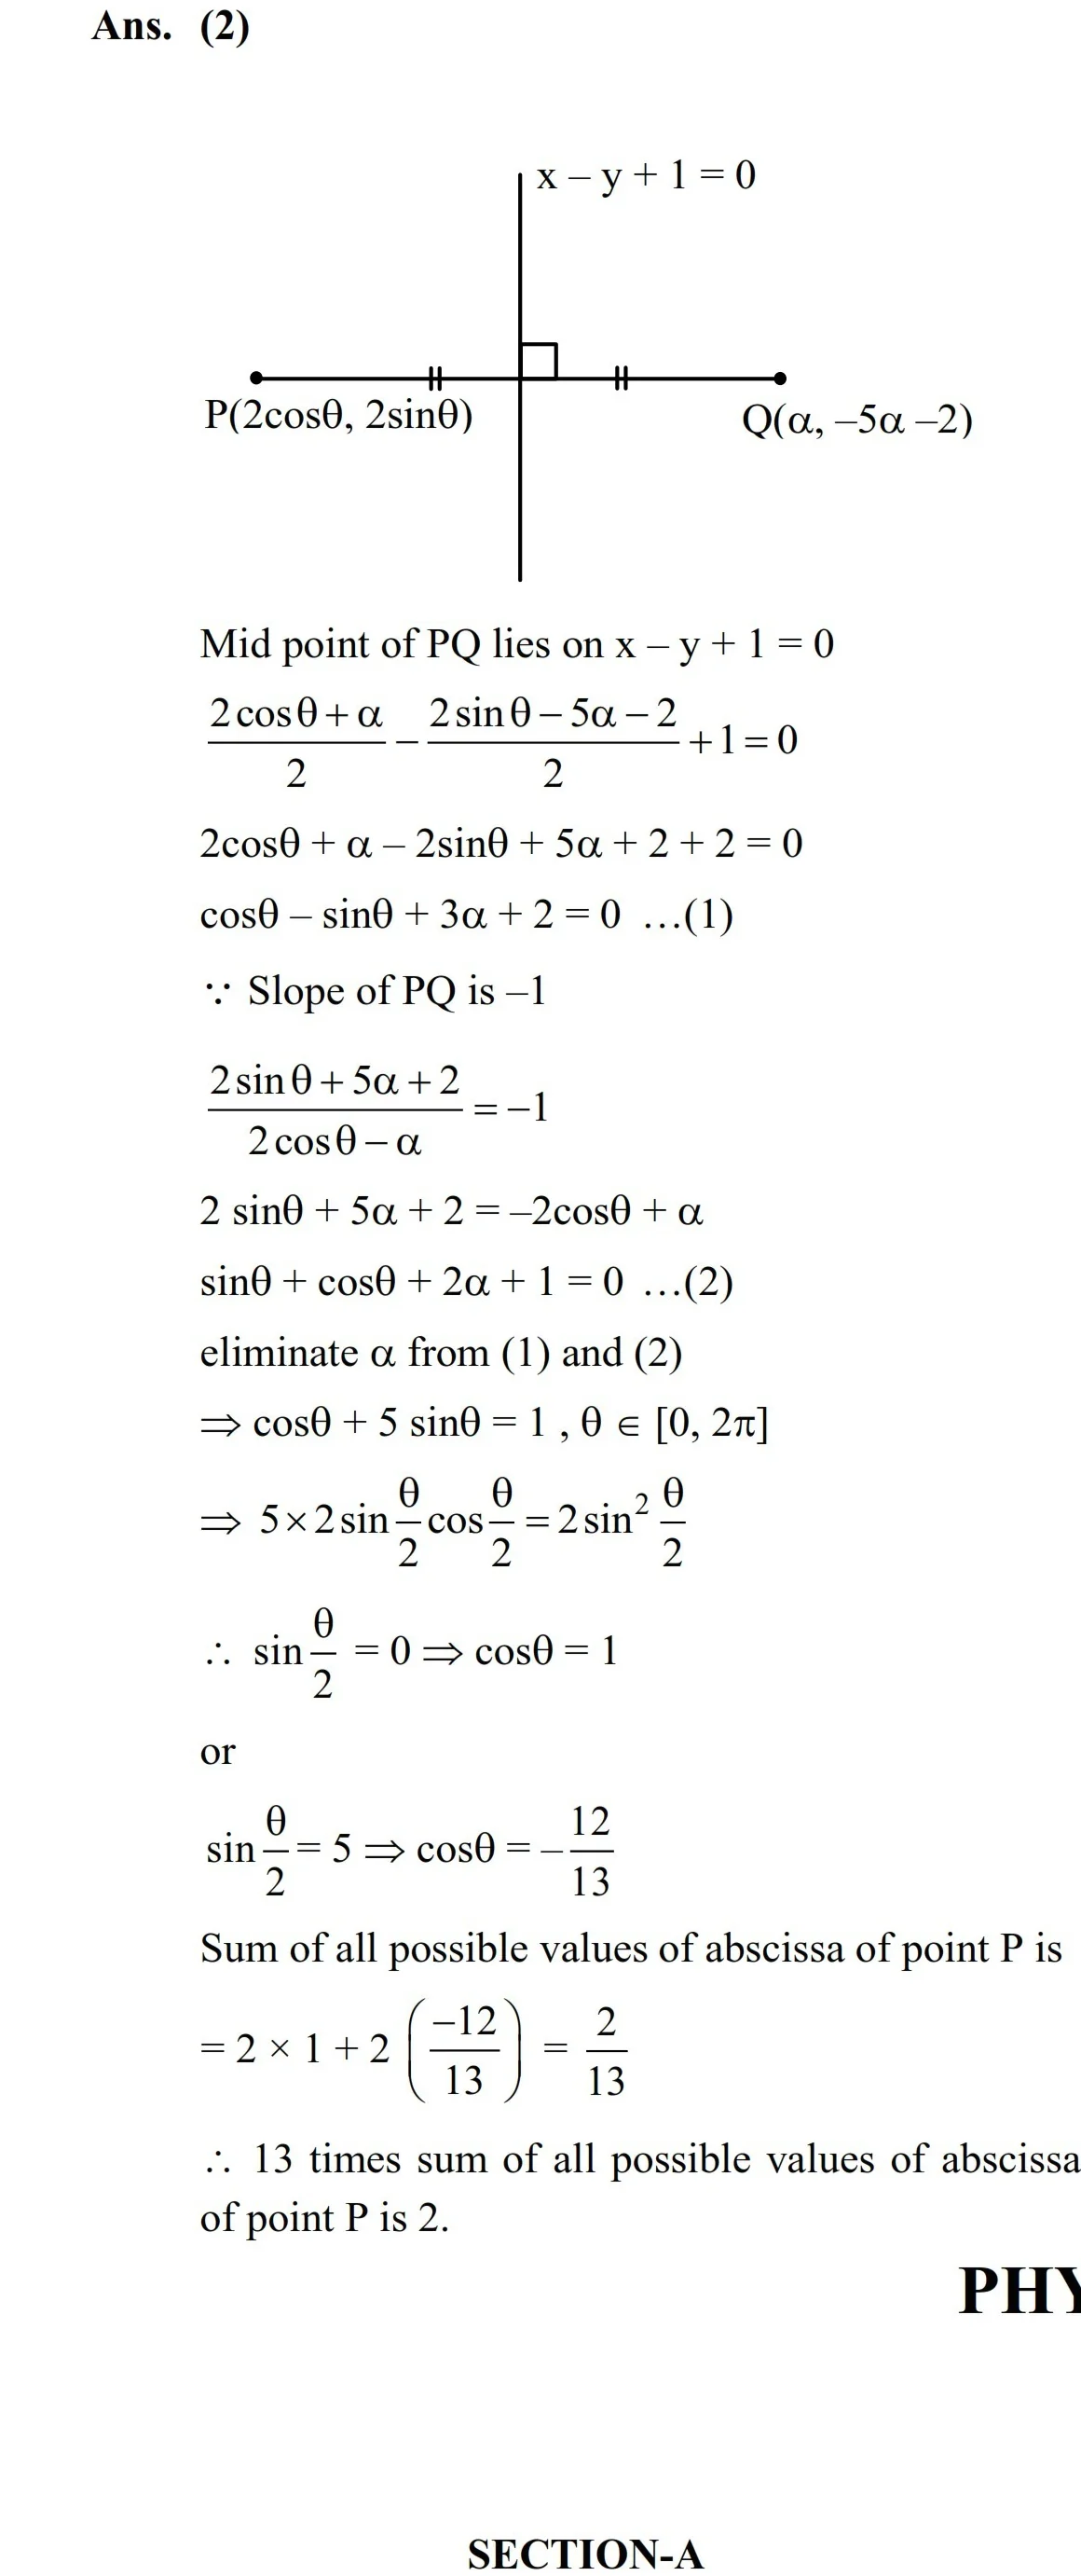 Ans. (2)
x – y + 1 = 0
P(2cosθ, 2sinθ)
Q(α, –5α –2)
Mid point of PQ lies on x – y + 1 = 0
(2cosθ + α)/2 – (2sinθ – 5α – 2)/2 + 1 = 0
2cosθ + α – 2sinθ + 5α + 2 + 2 = 0
cosθ – sinθ + 3α + 2 = 0 …(1)
∵ Slope of PQ is –1
(2sinθ + 5α + 2)/(2cosθ – α) = –1
2 sinθ + 5α + 2 = –2cosθ + α
sinθ + cosθ + 2α + 1 = 0 …(2)
eliminate α from (1) and (2)
⇒ cosθ + 5 sinθ = 1 , θ ∈ [0, 2π]
⇒ 5×2sin θ/2 cos θ/2 = 2sin² θ/2
∴ sin θ/2 = 0 ⇒ cosθ = 1
or
sin θ/2 = 5 ⇒ cosθ = –12/13
Sum of all possible values of abscissa of point P is
= 2 × 1 + 2 (–12/13) = 2/13
∴ 13 times sum of all possible values of abscissa
of point P is 2.
PHY
SECTION-A